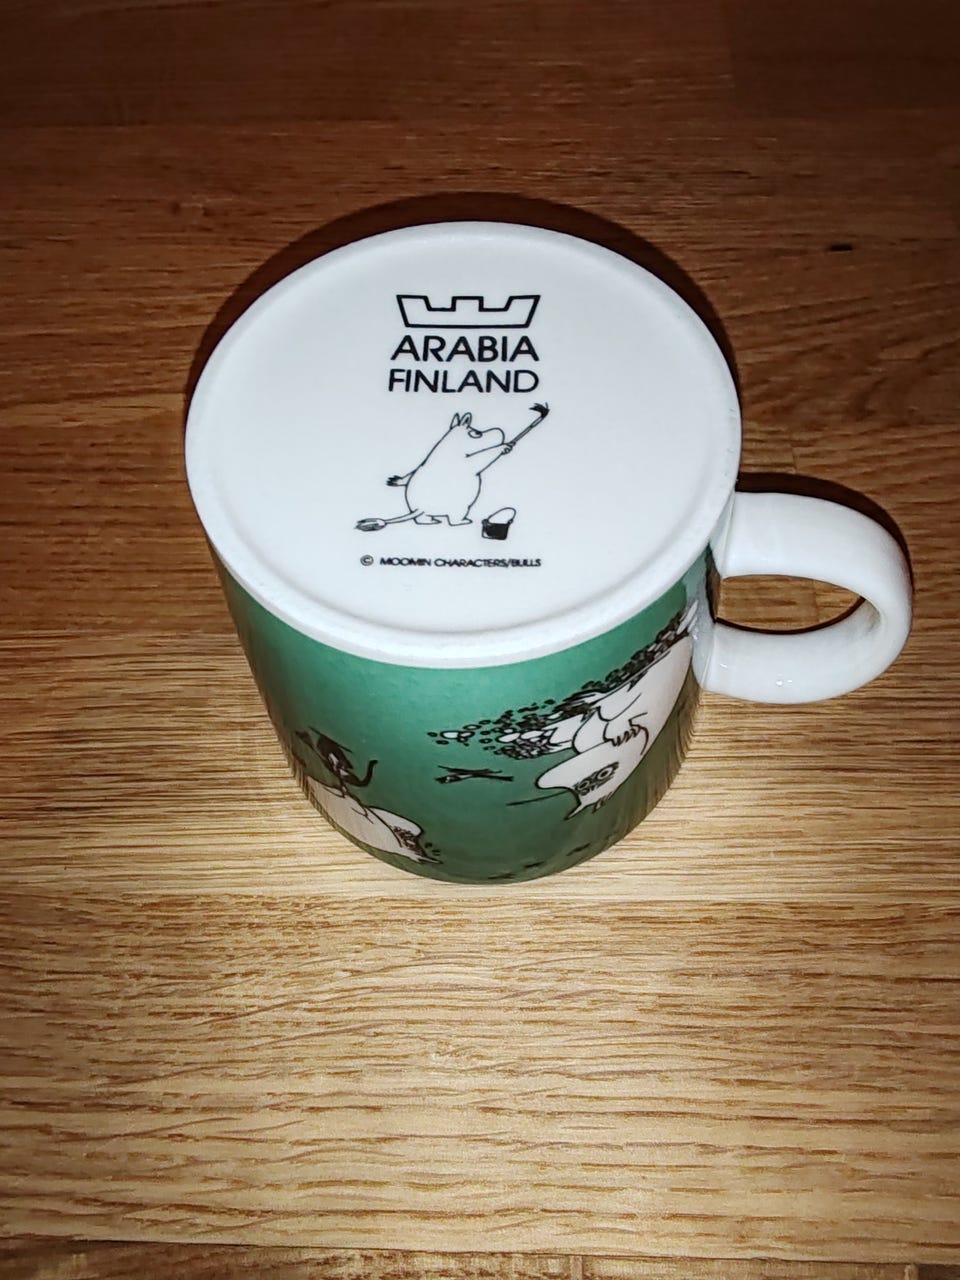 ARABIA
FINLAND
© MOOMIN CHARACTERS/BULLS